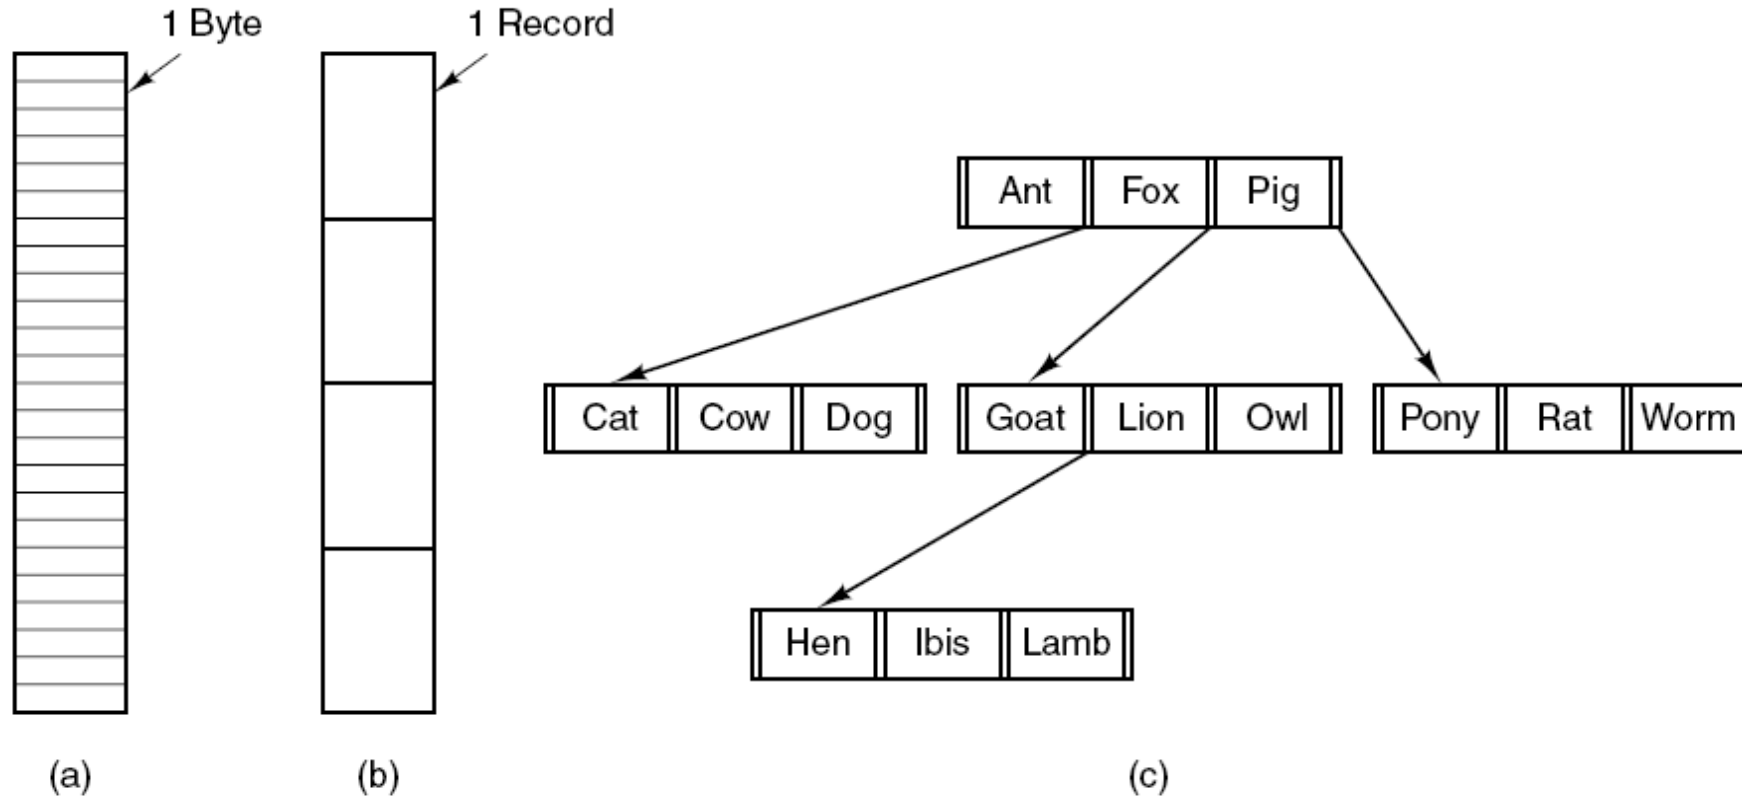 1 Byte
1 Record
Ant Fox Pig
Cat Cow Dog
Goat Lion Owl
Pony Rat Worm
Hen Ibis Lamb
(a)
(b)
(c)